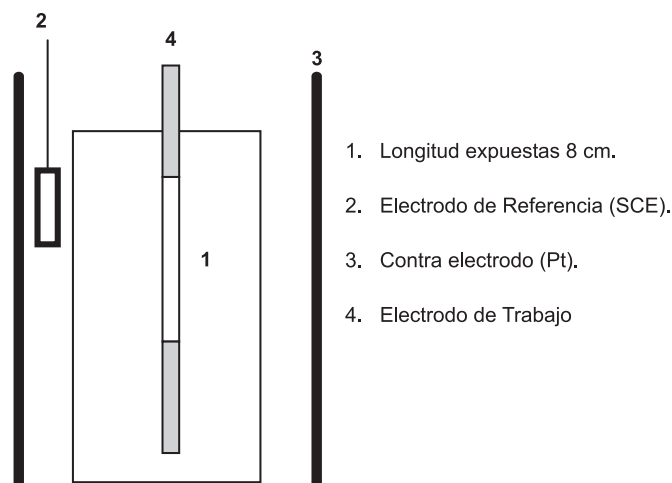 2
4
3
1
1. Longitud expuestas 8 cm.
2. Electrodo de Referencia (SCE).
3. Contra electrodo (Pt).
4. Electrodo de Trabajo